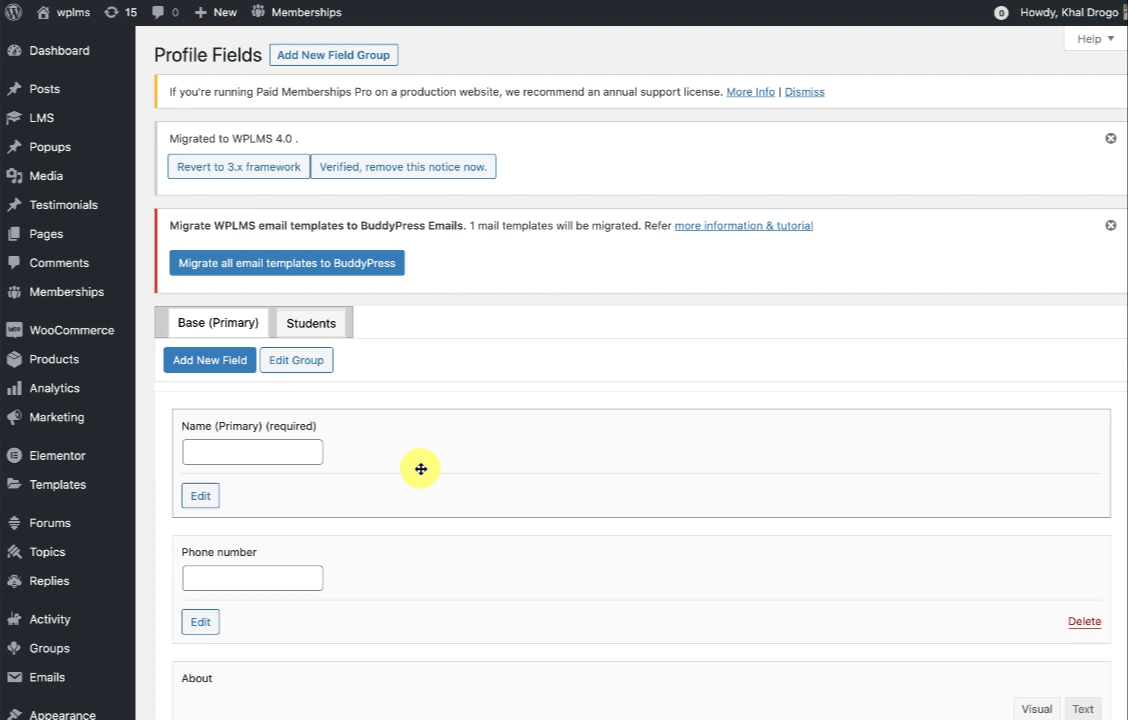 wplms 15 0 New Memberships 0 Howdy, Khal Drogo
Dashboard
Posts
LMS
Popups
Media
Testimonials
Pages
Comments
Memberships
WooCommerce
Products
Analytics
Marketing
Elementor
Templates
Forums
Topics
Replies
Activity
Groups
Emails
Appearance
Help
Profile Fields Add New Field Group
If you're running Paid Memberships Pro on a production website, we recommend an annual support license. More Info | Dismiss
Migrated to WPLMS 4.0 .
Revert to 3.x framework Verified, remove this notice now.
Migrate WPLMS email templates to BuddyPress Emails. 1 mail templates will be migrated. Refer more information & tutorial
Migrate all email templates to BuddyPress
Base (Primary) Students
Add New Field Edit Group
Name (Primary) (required)
Edit
Phone number
Edit Delete
About
Visual Text